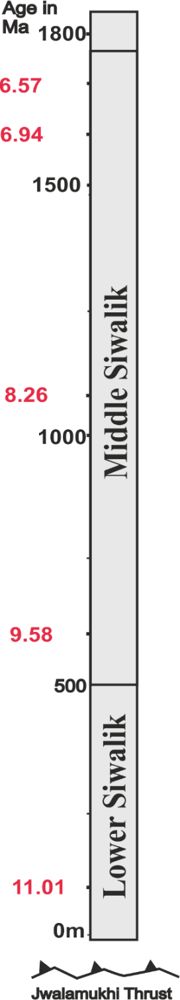 Age in
Ma
1800
6.57
6.94
1500
Middle Siwalik
8.26
1000
9.58
500
Lower Siwalik
11.01
0m
Jwalamukhi Thrust